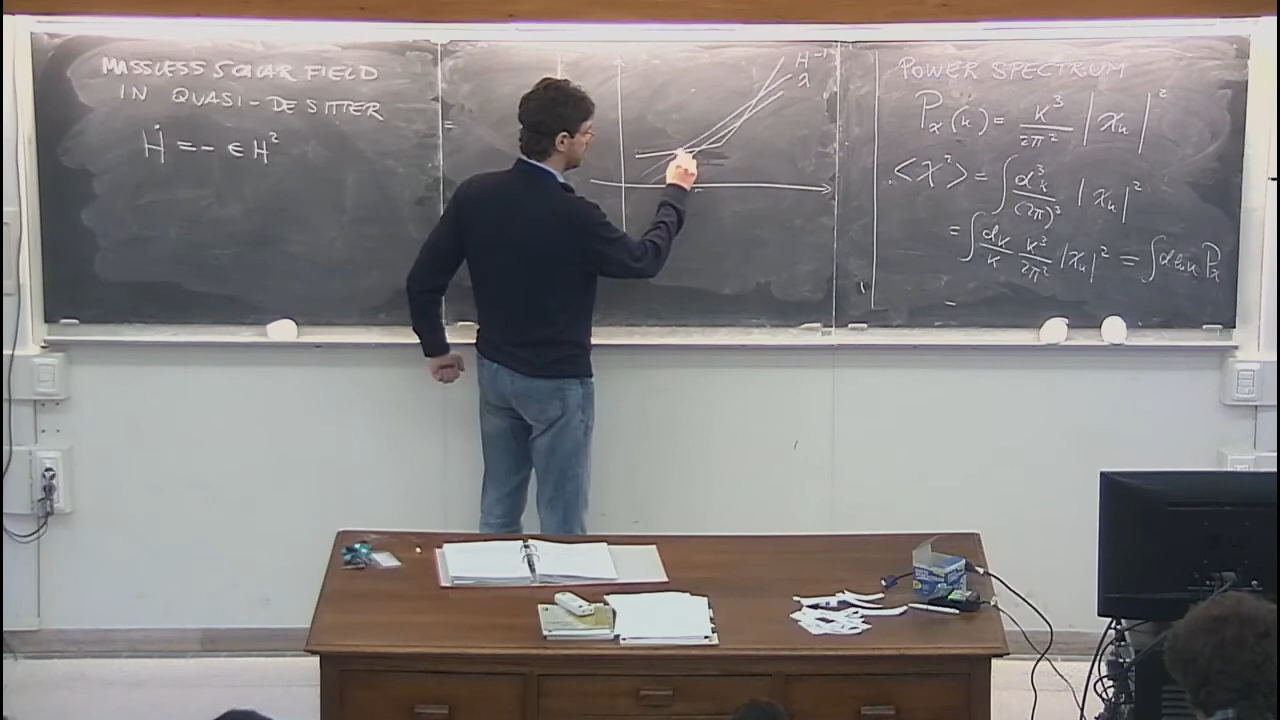 MASSLESS SCALAR FIELD
IN QUASI-DE SITTER
Ḣ = - ϵ H²
=
H⁻¹
λ
POWER SPECTRUM
P_χ(k) = k³/2π² |χ_k|²
<χ²> = ∫ d³k/(2π)³ |χ_k|²
= ∫ dk/k k³/2π² |χ_k|² = ∫ d ln k P_χ